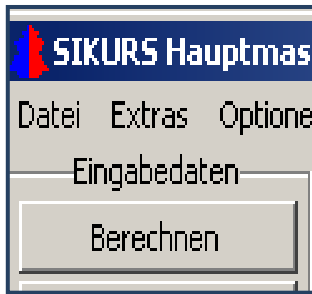 SIKURS Hauptmas
Datei Extras Optione
Eingabedaten
Berechnen